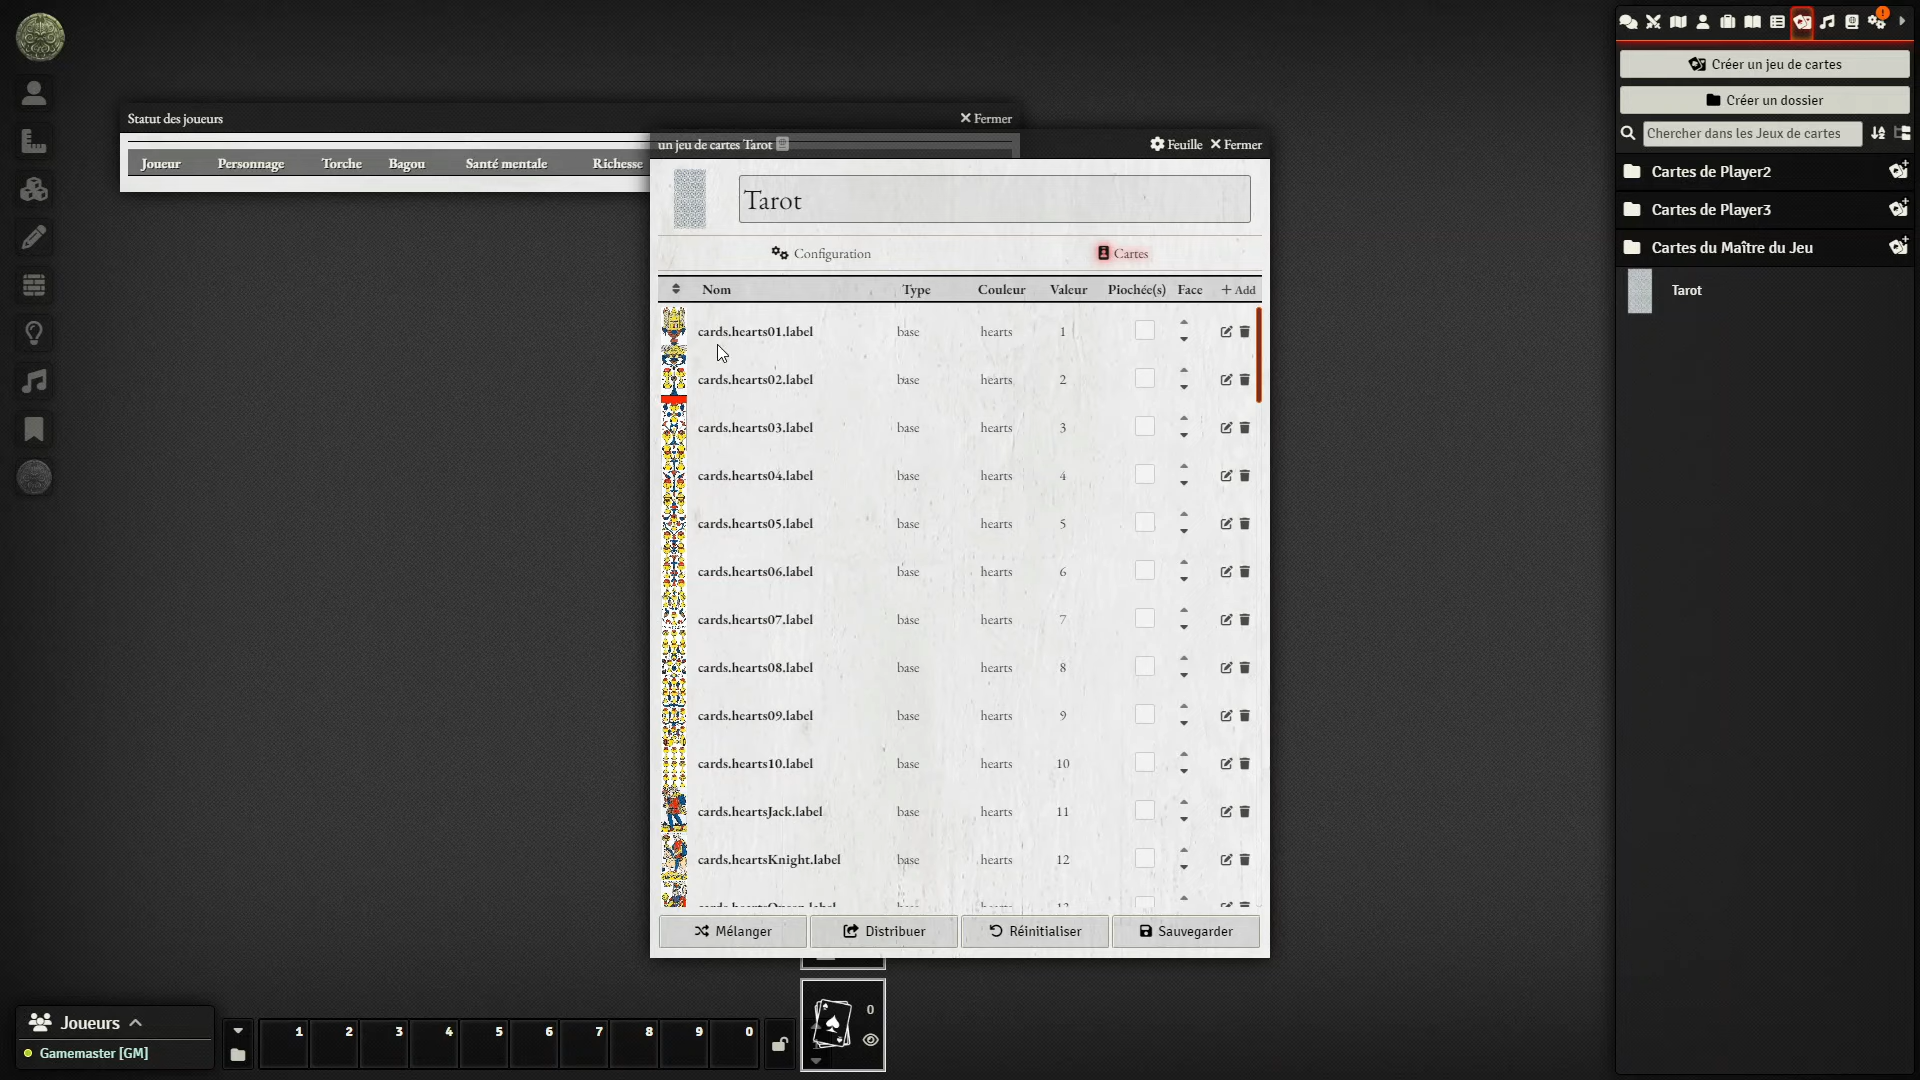 Créer un jeu de cartes
Créer un dossier
Chercher dans les Jeux de cartes
Cartes de Player2
Cartes de Player3
Cartes du Maître du Jeu
Tarot
Statut des joueurs
Fermer
Joueur Personnage Torche Bagou Santé mentale Richesse
un jeu de cartes Tarot Feuille Fermer
Tarot
Configuration Cartes
Nom Type Couleur Valeur Piochée(s) Face + Add
cards.hearts01.label base hearts 1
cards.hearts02.label base hearts 2
cards.hearts03.label base hearts 3
cards.hearts04.label base hearts 4
cards.hearts05.label base hearts 5
cards.hearts06.label base hearts 6
cards.hearts07.label base hearts 7
cards.hearts08.label base hearts 8
cards.hearts09.label base hearts 9
cards.hearts10.label base hearts 10
cards.heartsJack.label base hearts 11
cards.heartsKnight.label base hearts 12
cards.heartsQueen.label base hearts 13
Mélanger Distribuer Réinitialiser Sauvegarder
Joueurs
Gamemaster [GM]
1 2 3 4 5 6 7 8 9 0
0